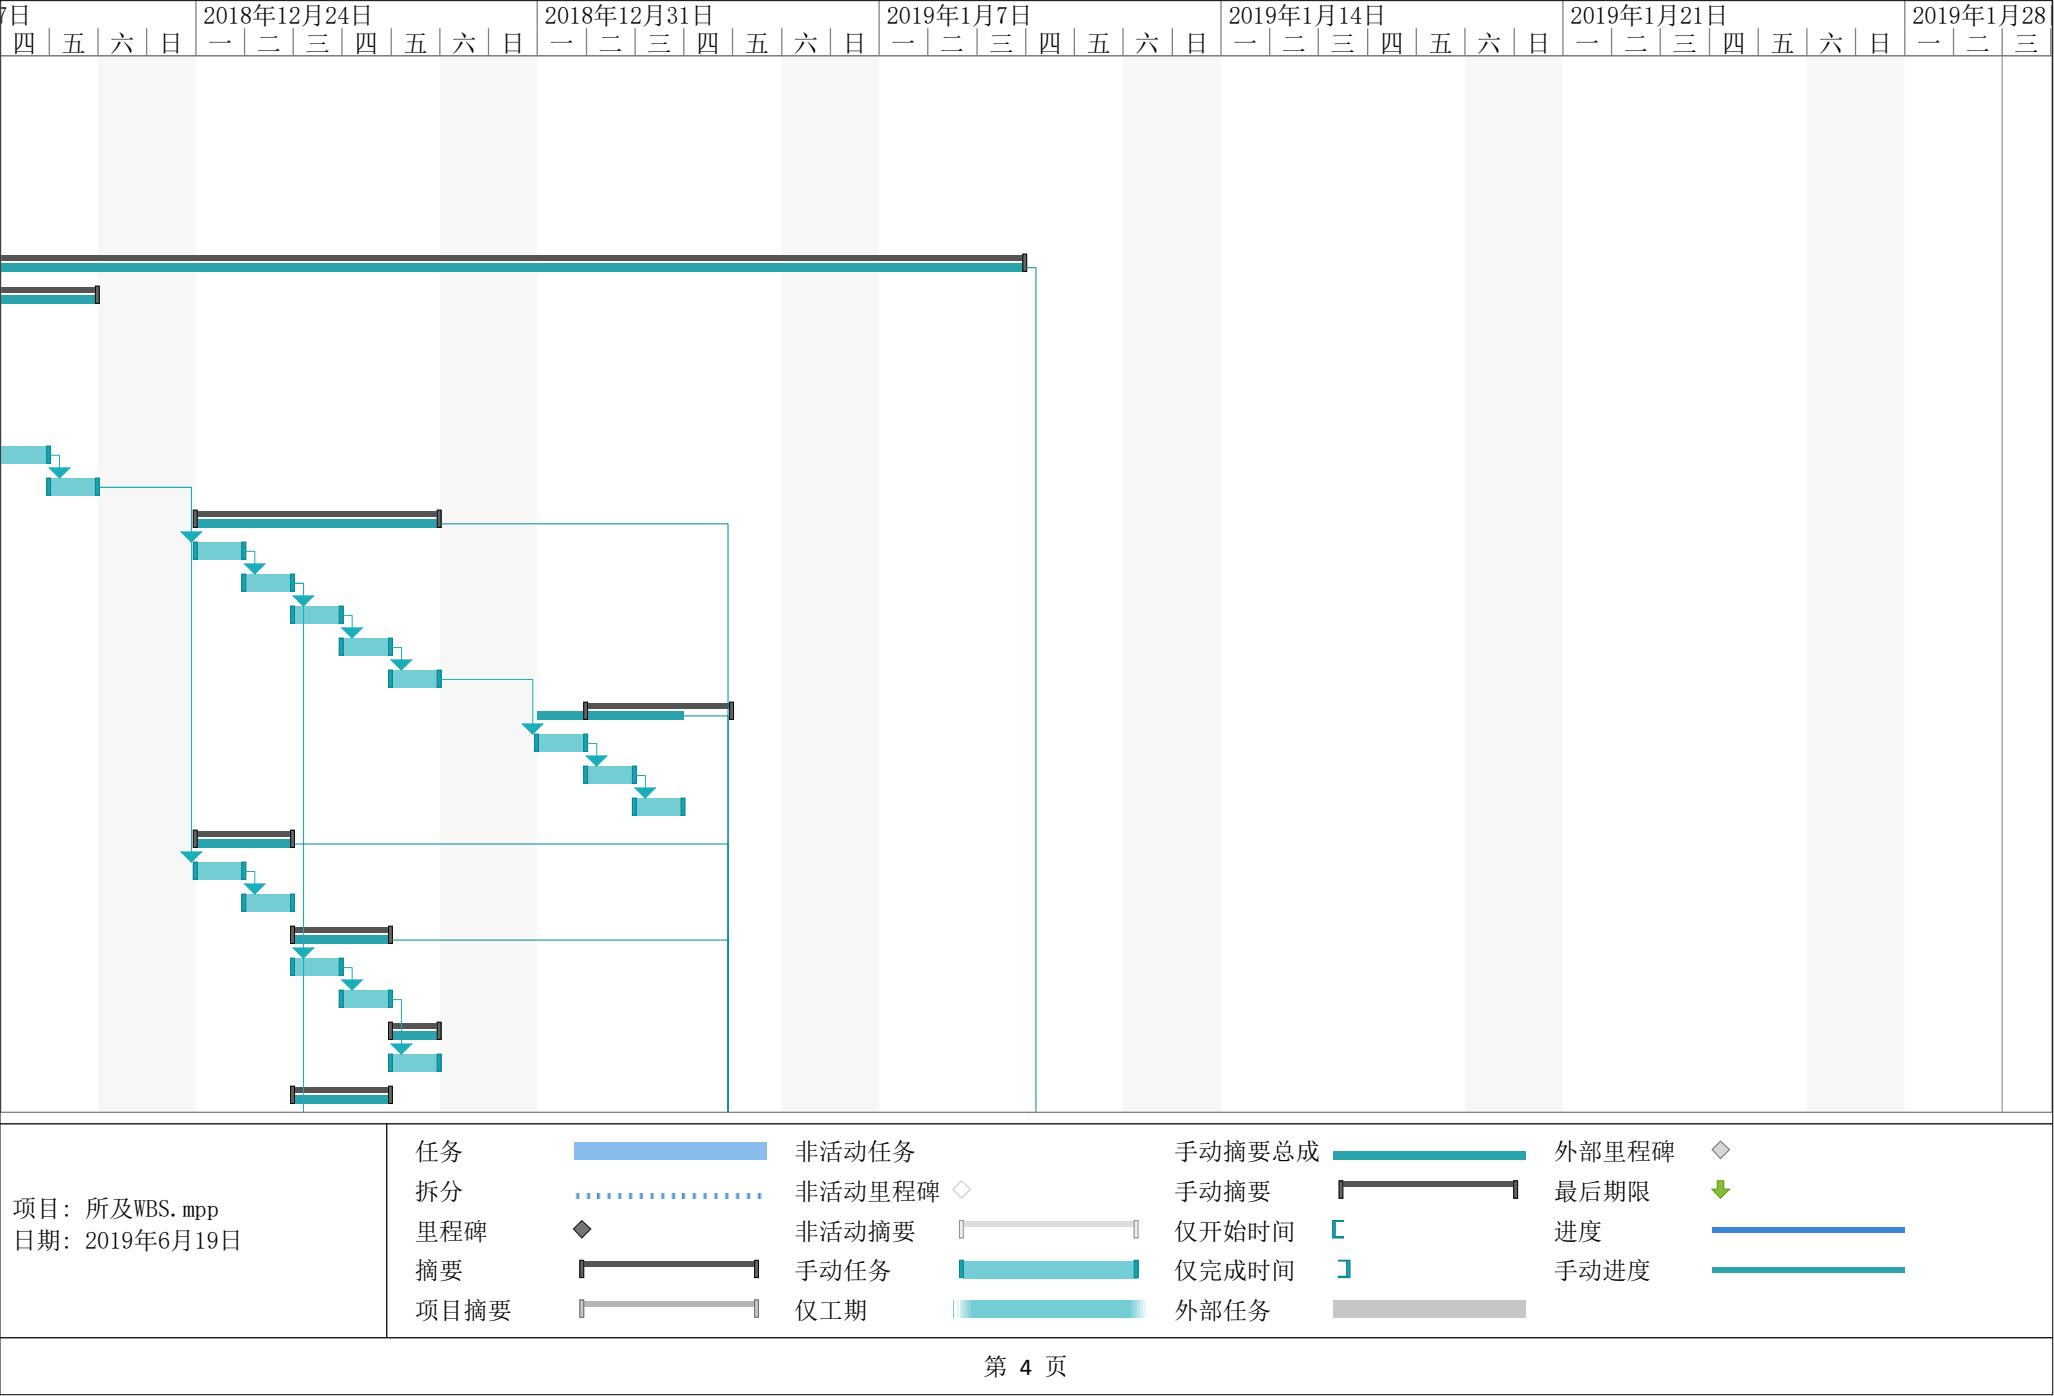 7日 2018年12月24日 2018年12月31日 2019年1月7日 2019年1月14日 2019年1月21日 2019年1月28
四 五 六 日 一 二 三 四 五 六 日 一 二 三 四 五 六 日 一 二 三 四 五 六 日 一 二 三 四 五 六 日 一 二 三 四 五 六 日 一 二 三
项目: 所及WBS.mpp
日期: 2019年6月19日
任务 非活动任务 手动摘要总成 外部里程碑
拆分 非活动里程碑 手动摘要 最后期限
里程碑 非活动摘要 仅开始时间 进度
摘要 手动任务 仅完成时间 手动进度
项目摘要 仅工期 外部任务
第 4 页